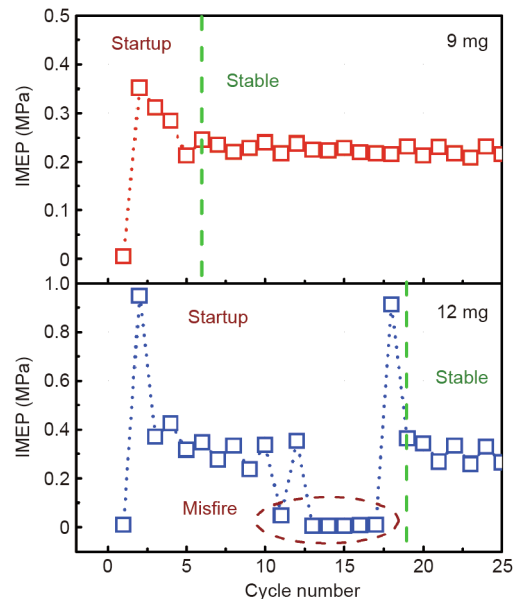 0.5
Startup
9 mg
0.4
Stable
0.3
0.2
0.1
0
IMEP (MPa)
1.0
Startup
12 mg
0.8
0.6
Stable
0.4
0.2
Misfire
0
IMEP (MPa)
0 5 10 15 20 25
Cycle number